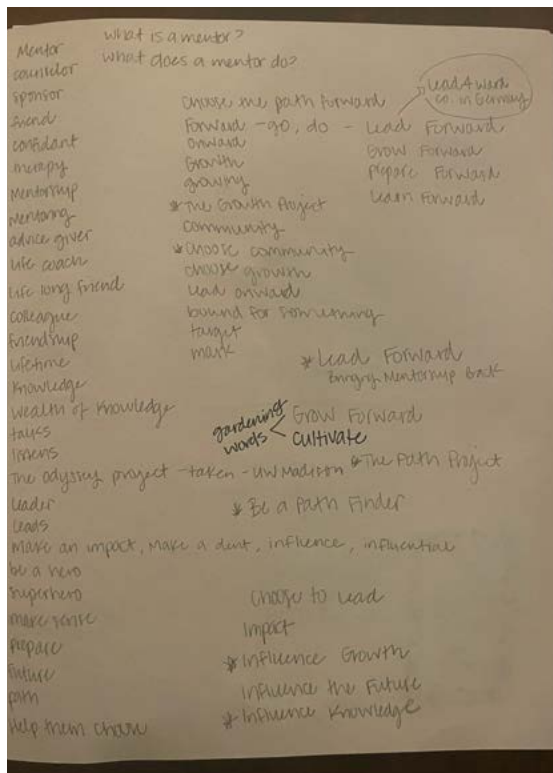 what is a mentor?
what does a mentor do?
Mentor
counselor
sponsor
friend
confidant
therapy
Mentorship
Mentoring
advice giver
life coach
life long friend
colleague
friendship
lifetime
knowledge
wealth of knowledge
talks
listens
The odyssey project - taken - UW Madison
leader
leads
Make an impact, Make a dent, influence, influential
be a hero
superhero
make sense
prepare
future
path
Help them
choose the path forward
Forward - go, do - Lead Forward
onward
Growth
growing
* The Growth Project
community
* choose community
choose growth
lead onward
bound for something
target
mark
Lead 4 ward
co. in Germany
Grow Forward
Prepare Forward
Learn Forward
* Lead Forward
Bringing Mentorship Back
gardening words < Grow Forward
cultivate
* The Path Project
* Be a Path Finder
Choose to Lead
Impact
* Influence Growth
Influence the Future
* Influence Knowledge